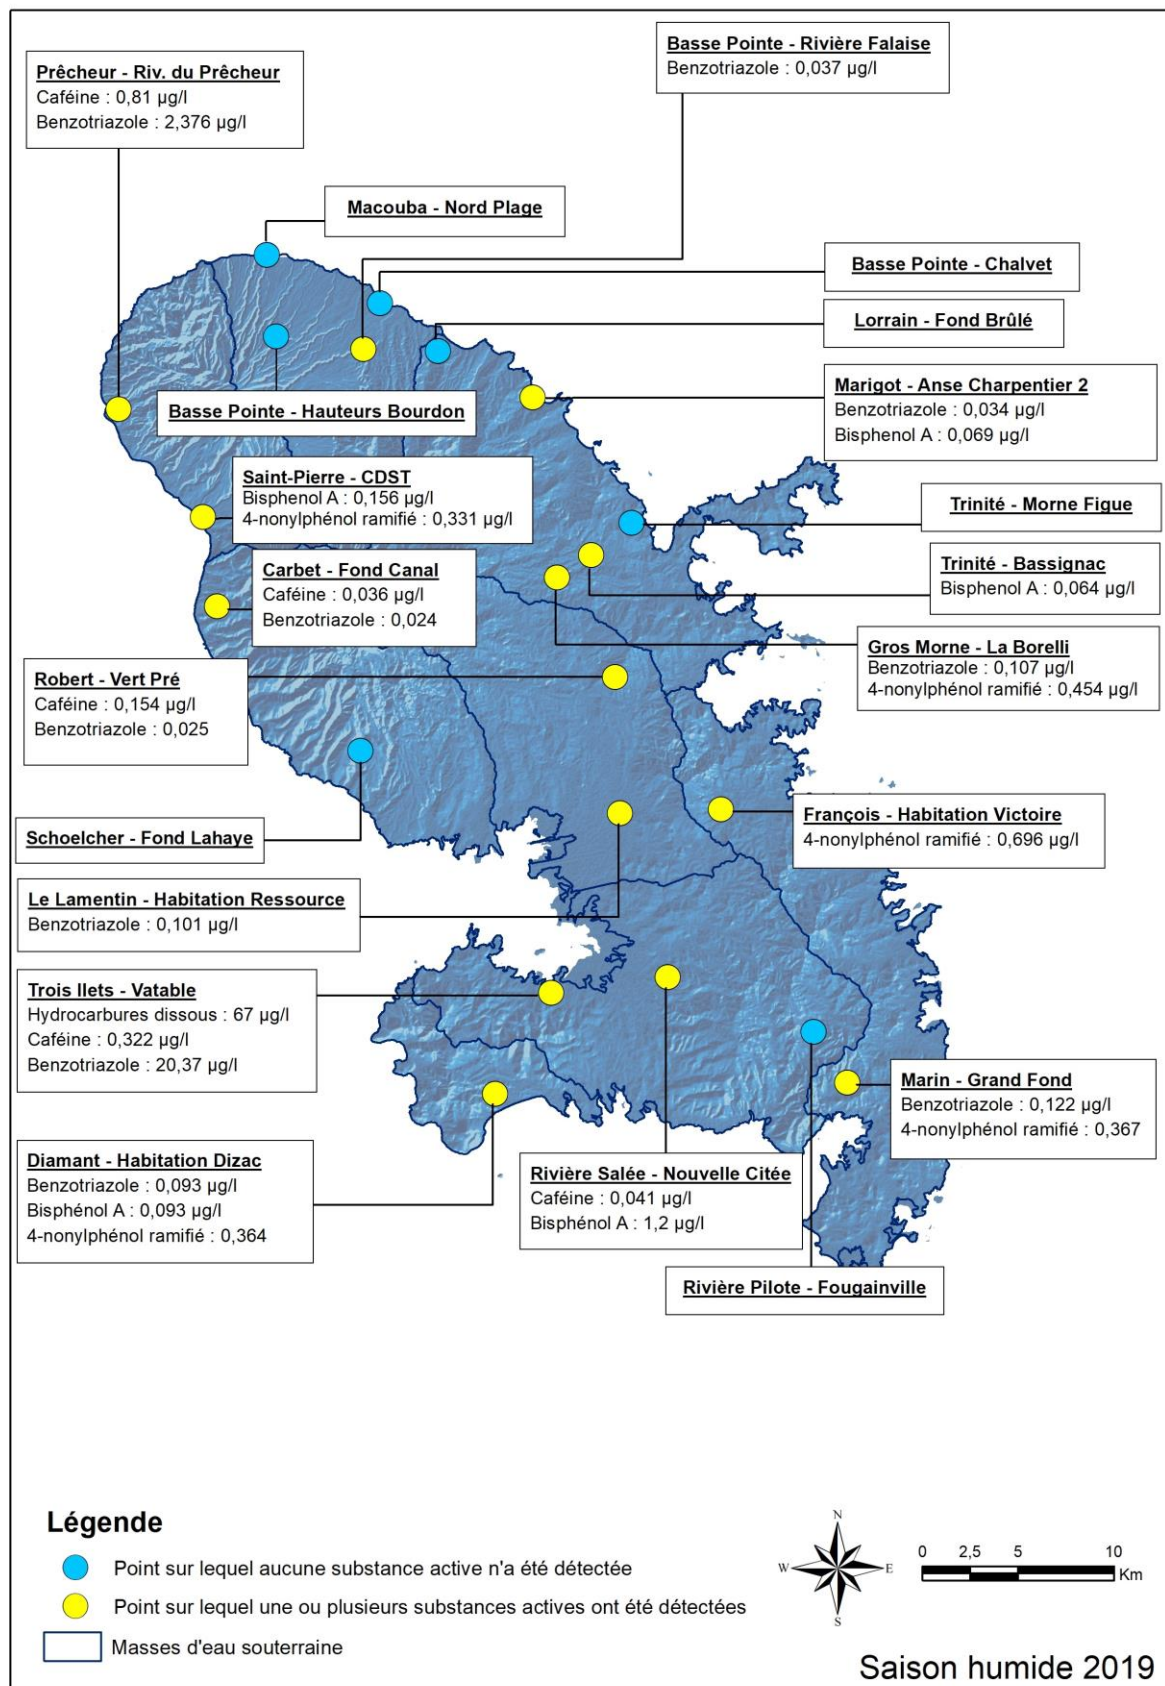 Basse Pointe - Rivière Falaise
Benzotriazole : 0,037 µg/l
Prêcheur - Riv. du Prêcheur
Caféine : 0,81 µg/l
Benzotriazole : 2,376 µg/l
Macouba - Nord Plage
Basse Pointe - Chalvet
Lorrain - Fond Brûlé
Marigot - Anse Charpentier 2
Benzotriazole : 0,034 µg/l
Bisphenol A : 0,069 µg/l
Basse Pointe - Hauteurs Bourdon
Saint-Pierre - CDST
Bisphenol A : 0,156 µg/l
4-nonylphénol ramifié : 0,331 µg/l
Trinité - Morne Figue
Carbet - Fond Canal
Caféine : 0,036 µg/l
Benzotriazole : 0,024
Trinité - Bassignac
Bisphenol A : 0,064 µg/l
Gros Morne - La Borelli
Benzotriazole : 0,107 µg/l
4-nonylphénol ramifié : 0,454 µg/l
Robert - Vert Pré
Caféine : 0,154 µg/l
Benzotriazole : 0,025
Schoelcher - Fond Lahaye
François - Habitation Victoire
4-nonylphénol ramifié : 0,696 µg/l
Le Lamentin - Habitation Ressource
Benzotriazole : 0,101 µg/l
Trois Ilets - Vatable
Hydrocarbures dissous : 67 µg/l
Caféine : 0,322 µg/l
Benzotriazole : 20,37 µg/l
Marin - Grand Fond
Benzotriazole : 0,122 µg/l
4-nonylphénol ramifié : 0,367
Diamant - Habitation Dizac
Benzotriazole : 0,093 µg/l
Bisphénol A : 0,093 µg/l
4-nonylphénol ramifié : 0,364
Rivière Salée - Nouvelle Citée
Caféine : 0,041 µg/l
Bisphénol A : 1,2 µg/l
Rivière Pilote - Fougainville
Légende
Point sur lequel aucune substance active n'a été détectée
Point sur lequel une ou plusieurs substances actives ont été détectées
Masses d'eau souterraine
N
W E
S
0 2,5 5 10
Km
Saison humide 2019